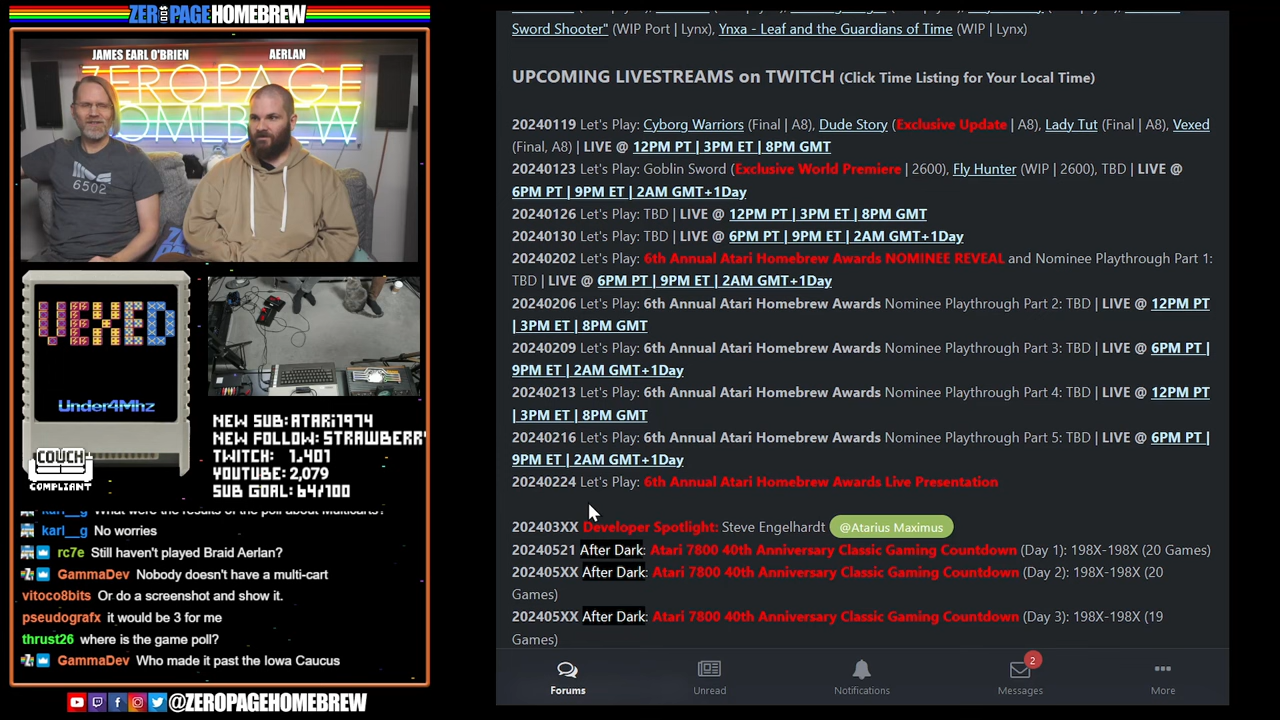 ZEROPAGEHOMEBREW
JAMES EARL O'BRIEN
AERLAN
ZEROPAGE
HOMEBREW
6502
VEXED
Under4Mhz
COUCH
COMPLIANT
NEW SUB:ATARI1974
NEW FOLLOW:STRAWBERRY
TWITCH: 1,401
YOUTUBE: 2,079
SUB GOAL: 64/100
karl__g What were the results of the poll about Multicarts?
karl__g No worries
rc7e Still haven't played Braid Aerlan?
GammaDev Nobody doesn't have a multi-cart
vitoco8bits Or do a screenshot and show it.
pseudografx it would be 3 for me
thrust26 where is the game poll?
GammaDev Who made it past the Iowa Caucus
@ZEROPAGEHOMEBREW
Sword Shooter" (WIP Port | Lynx), Ynxa - Leaf and the Guardians of Time (WIP | Lynx)
UPCOMING LIVESTREAMS on TWITCH (Click Time Listing for Your Local Time)
20240119 Let's Play: Cyborg Warriors (Final | A8), Dude Story (Exclusive Update | A8), Lady Tut (Final | A8), Vexed
(Final, A8) | LIVE @ 12PM PT | 3PM ET | 8PM GMT
20240123 Let's Play: Goblin Sword (Exclusive World Premiere | 2600), Fly Hunter (WIP | 2600), TBD | LIVE @
6PM PT | 9PM ET | 2AM GMT+1Day
20240126 Let's Play: TBD | LIVE @ 12PM PT | 3PM ET | 8PM GMT
20240130 Let's Play: TBD | LIVE @ 6PM PT | 9PM ET | 2AM GMT+1Day
20240202 Let's Play: 6th Annual Atari Homebrew Awards NOMINEE REVEAL and Nominee Playthrough Part 1:
TBD | LIVE @ 6PM PT | 9PM ET | 2AM GMT+1Day
20240206 Let's Play: 6th Annual Atari Homebrew Awards Nominee Playthrough Part 2: TBD | LIVE @ 12PM PT
| 3PM ET | 8PM GMT
20240209 Let's Play: 6th Annual Atari Homebrew Awards Nominee Playthrough Part 3: TBD | LIVE @ 6PM PT |
9PM ET | 2AM GMT+1Day
20240213 Let's Play: 6th Annual Atari Homebrew Awards Nominee Playthrough Part 4: TBD | LIVE @ 12PM PT
| 3PM ET | 8PM GMT
20240216 Let's Play: 6th Annual Atari Homebrew Awards Nominee Playthrough Part 5: TBD | LIVE @ 6PM PT |
9PM ET | 2AM GMT+1Day
20240224 Let's Play: 6th Annual Atari Homebrew Awards Live Presentation
202403XX Developer Spotlight: Steve Engelhardt @Atarius Maximus
20240521 After Dark: Atari 7800 40th Anniversary Classic Gaming Countdown (Day 1): 198X-198X (20 Games)
202405XX After Dark: Atari 7800 40th Anniversary Classic Gaming Countdown (Day 2): 198X-198X (20
Games)
202405XX After Dark: Atari 7800 40th Anniversary Classic Gaming Countdown (Day 3): 198X-198X (19
Games)
2
Forums Unread Notifications Messages More